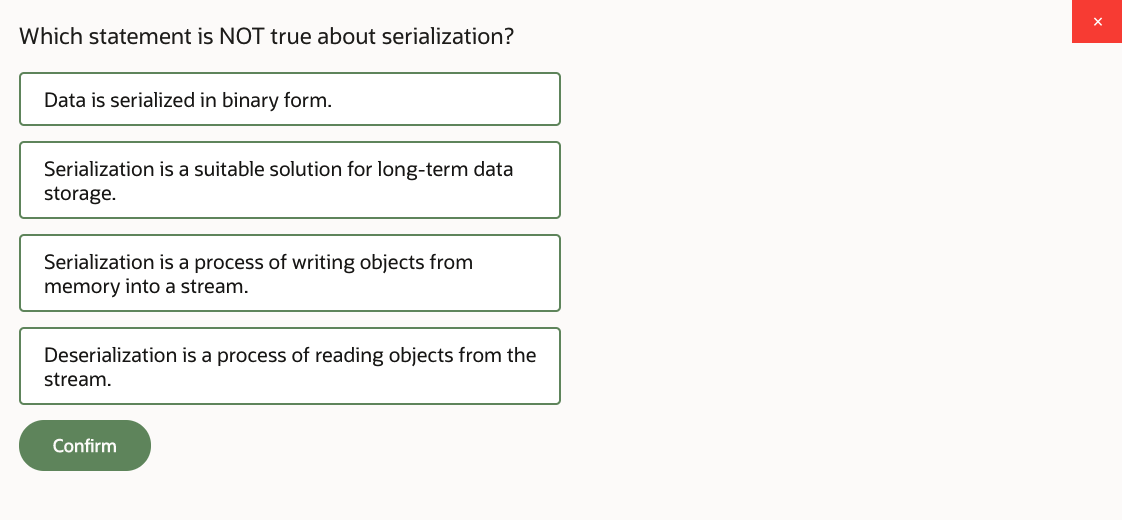 Which statement is NOT true about serialization?
×
Data is serialized in binary form.
Serialization is a suitable solution for long-term data
storage.
Serialization is a process of writing objects from
memory into a stream.
Deserialization is a process of reading objects from the
stream.
Confirm